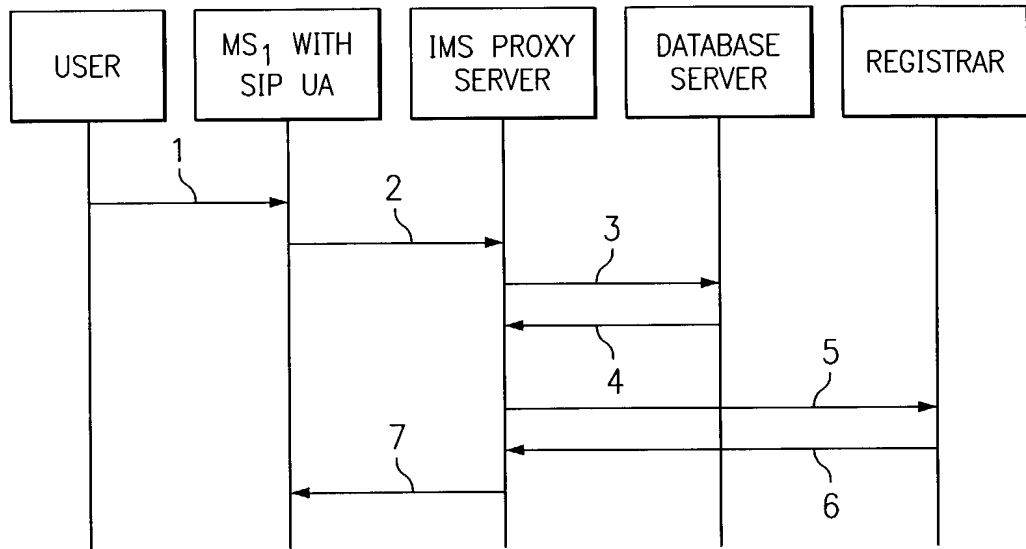 USER
MS₁ WITH
SIP UA
IMS PROXY
SERVER
DATABASE
SERVER
REGISTRAR
1
2
3
4
5
6
7